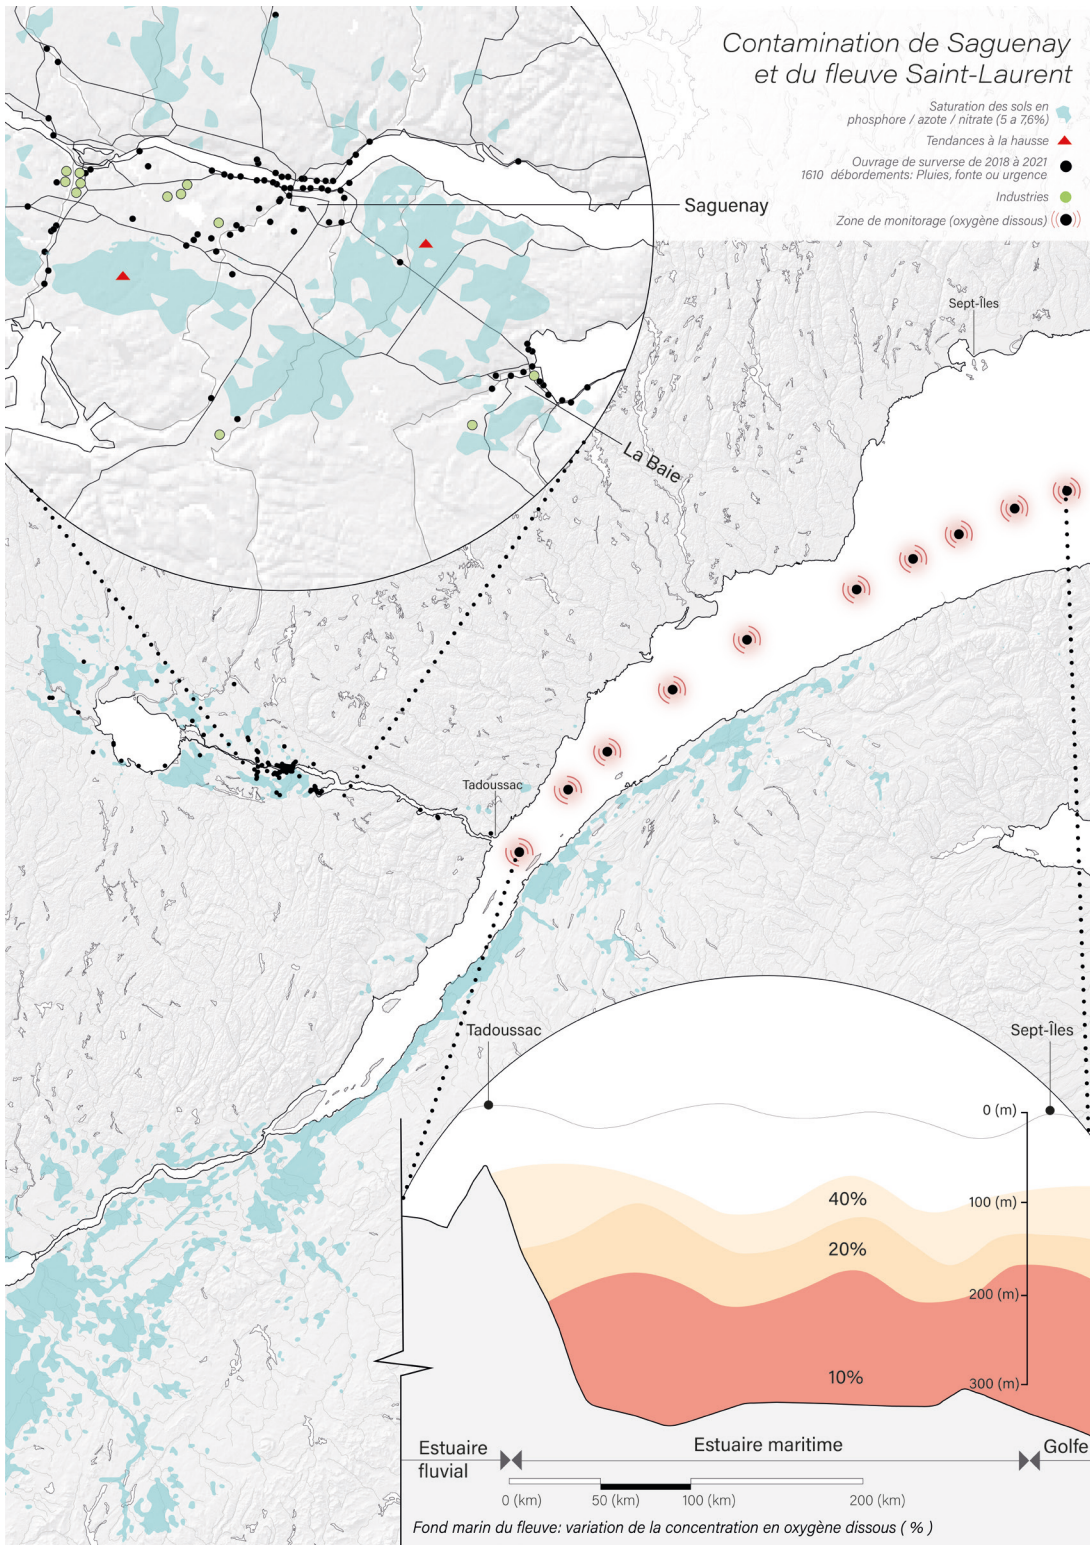 Contamination de Saguenay
et du fleuve Saint-Laurent
Saturation des sols en
phosphore / azote / nitrate (5 a 7,6%)
Tendances à la hausse
Ouvrage de surverse de 2018 à 2021
1610 débordements: Pluies, fonte ou urgence
Industries
Zone de monitorage (oxygène dissous)
Saguenay
La Baie
Sept-Îles
Tadoussac
Tadoussac
Sept-Îles
0 (m)
40%
100 (m)
20%
200 (m)
10%
300 (m)
Estuaire
fluvial
Estuaire maritime
Golfe
0 (km)
50 (km)
100 (km)
200 (km)
Fond marin du fleuve: variation de la concentration en oxygène dissous ( % )